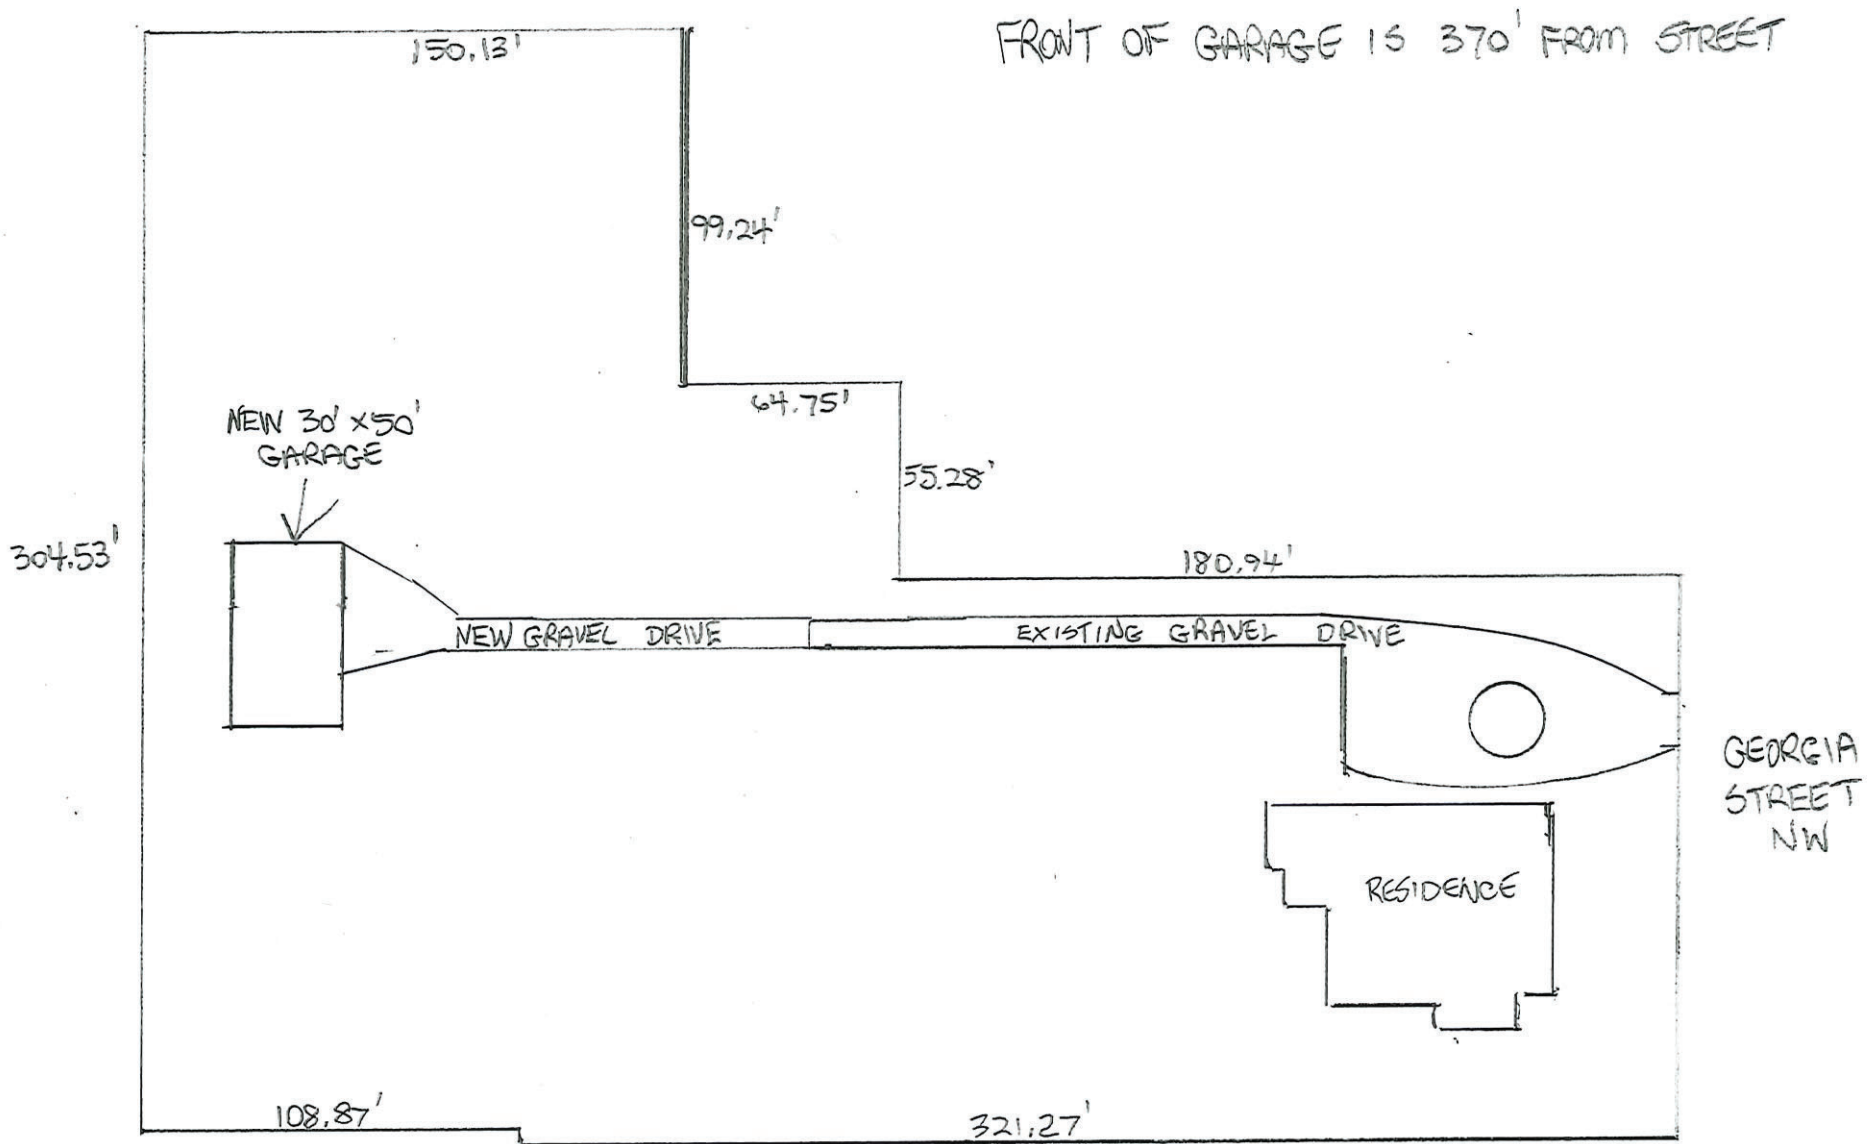 FRONT OF GARAGE IS 370' FROM STREET
150.13'
99.24'
64.75'
NEW 30' x 50'
GARAGE
55.28'
304.53'
180.94'
NEW GRAVEL DRIVE
EXISTING GRAVEL DRIVE
GEORGIA
STREET
NW
RESIDENCE
108.87'
321.27'